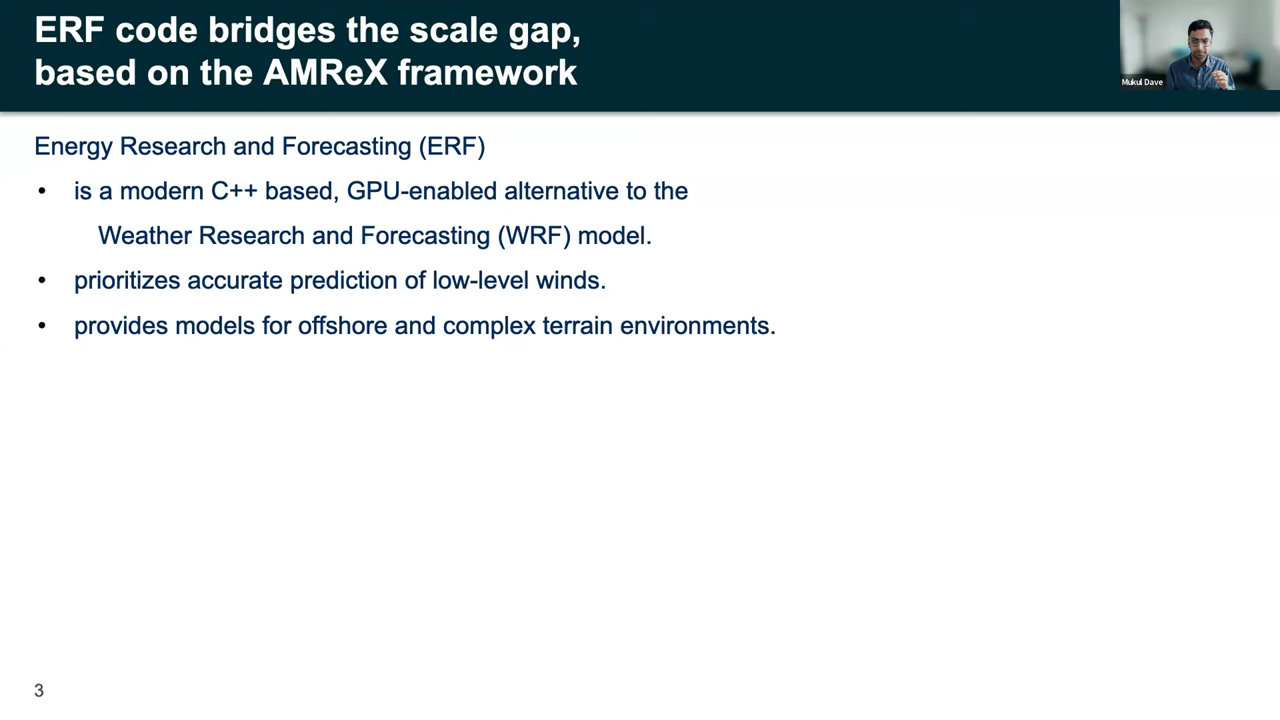 ERF code bridges the scale gap,
based on the AMReX framework
Mukul Dave
Energy Research and Forecasting (ERF)
• is a modern C++ based, GPU-enabled alternative to the
Weather Research and Forecasting (WRF) model.
• prioritizes accurate prediction of low-level winds.
• provides models for offshore and complex terrain environments.
3